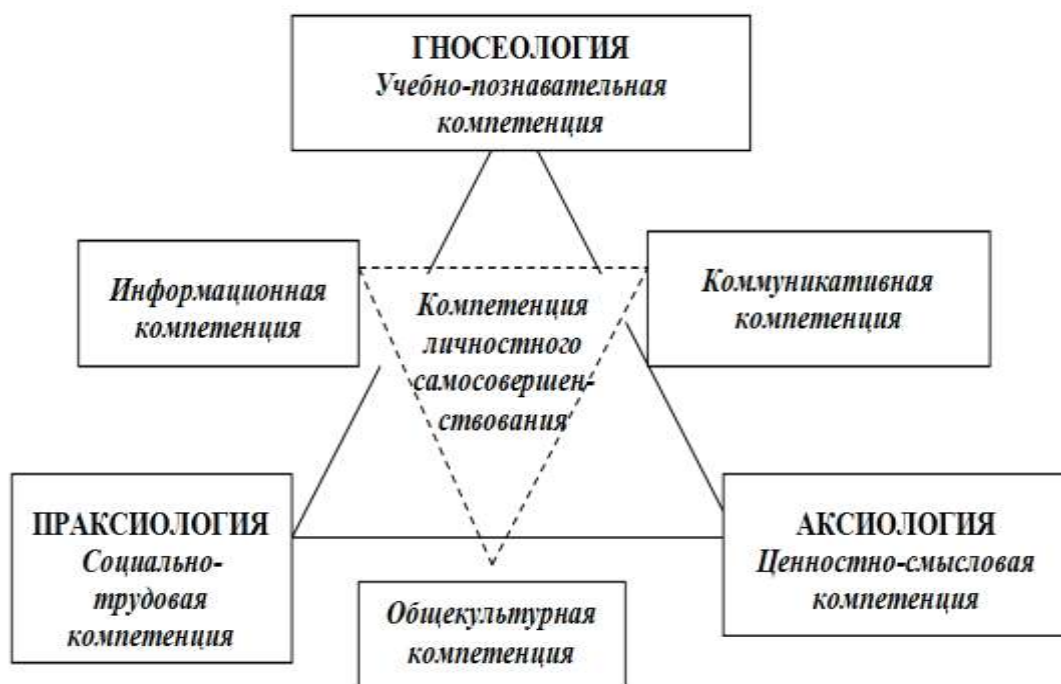 ГНОСЕОЛОГИЯ
Учебно-познавательная
компетенция
Информационная
компетенция
Коммуникативная
компетенция
Компетенция
личностного
самосовершен-
ствования
ПРАКСИОЛОГИЯ
Социально-
трудовая
компетенция
АКСИОЛОГИЯ
Ценностно-смысловая
компетенция
Общекультурная
компетенция